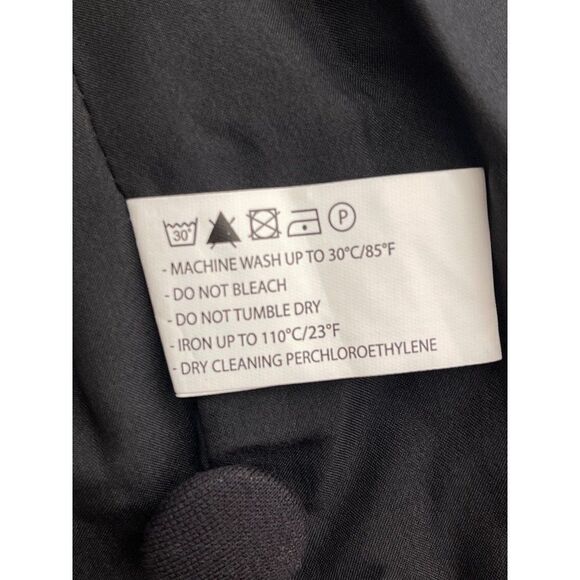 30° P
- MACHINE WASH UP TO 30°C/85°F
- DO NOT BLEACH
- DO NOT TUMBLE DRY
- IRON UP TO 110°C/23°F
- DRY CLEANING PERCHLOROETHYLENE